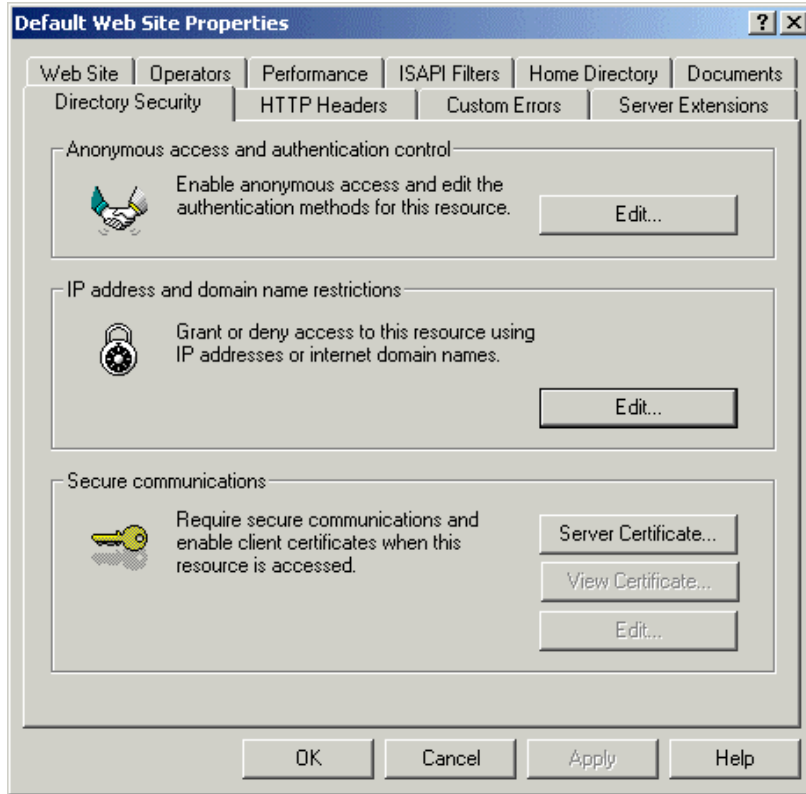 Default Web Site Properties
Web Site Operators Performance ISAPI Filters Home Directory Documents
Directory Security HTTP Headers Custom Errors Server Extensions
Anonymous access and authentication control
Enable anonymous access and edit the
authentication methods for this resource.
Edit...
IP address and domain name restrictions
Grant or deny access to this resource using
IP addresses or internet domain names.
Edit...
Secure communications
Require secure communications and
enable client certificates when this
resource is accessed.
Server Certificate...
View Certificate...
Edit...
OK Cancel Apply Help